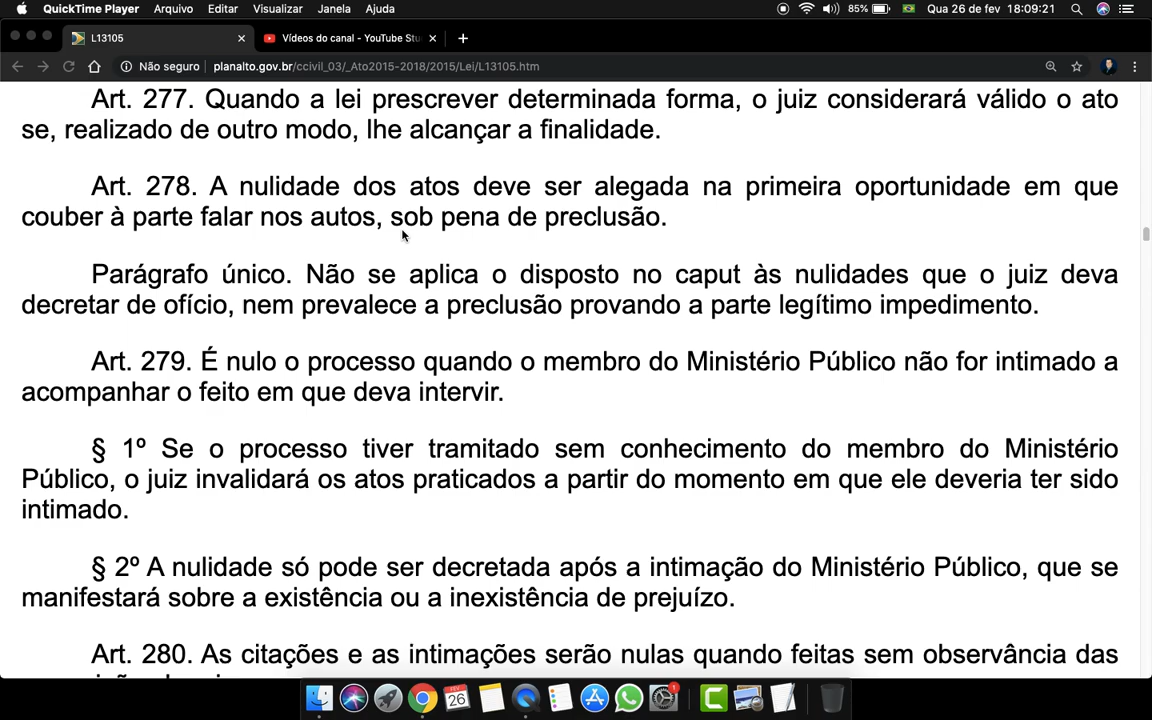 QuickTime Player Arquivo Editar Visualizar Janela Ajuda 85% Qua 26 de fev 18:09:21
L13105 Vídeos do canal - YouTube Stu
Não seguro planalto.gov.br/ccivil_03/_Ato2015-2018/2015/Lei/L13105.htm
Art. 277. Quando a lei prescrever determinada forma, o juiz considerará válido o ato
se, realizado de outro modo, lhe alcançar a finalidade.
Art. 278. A nulidade dos atos deve ser alegada na primeira oportunidade em que
couber à parte falar nos autos, sob pena de preclusão.
Parágrafo único. Não se aplica o disposto no caput às nulidades que o juiz deva
decretar de ofício, nem prevalece a preclusão provando a parte legítimo impedimento.
Art. 279. É nulo o processo quando o membro do Ministério Público não for intimado a
acompanhar o feito em que deva intervir.
§ 1º Se o processo tiver tramitado sem conhecimento do membro do Ministério
Público, o juiz invalidará os atos praticados a partir do momento em que ele deveria ter sido
intimado.
§ 2º A nulidade só pode ser decretada após a intimação do Ministério Público, que se
manifestará sobre a existência ou a inexistência de prejuízo.
Art. 280. As citações e as intimações serão nulas quando feitas sem observância das
FEV
26
1